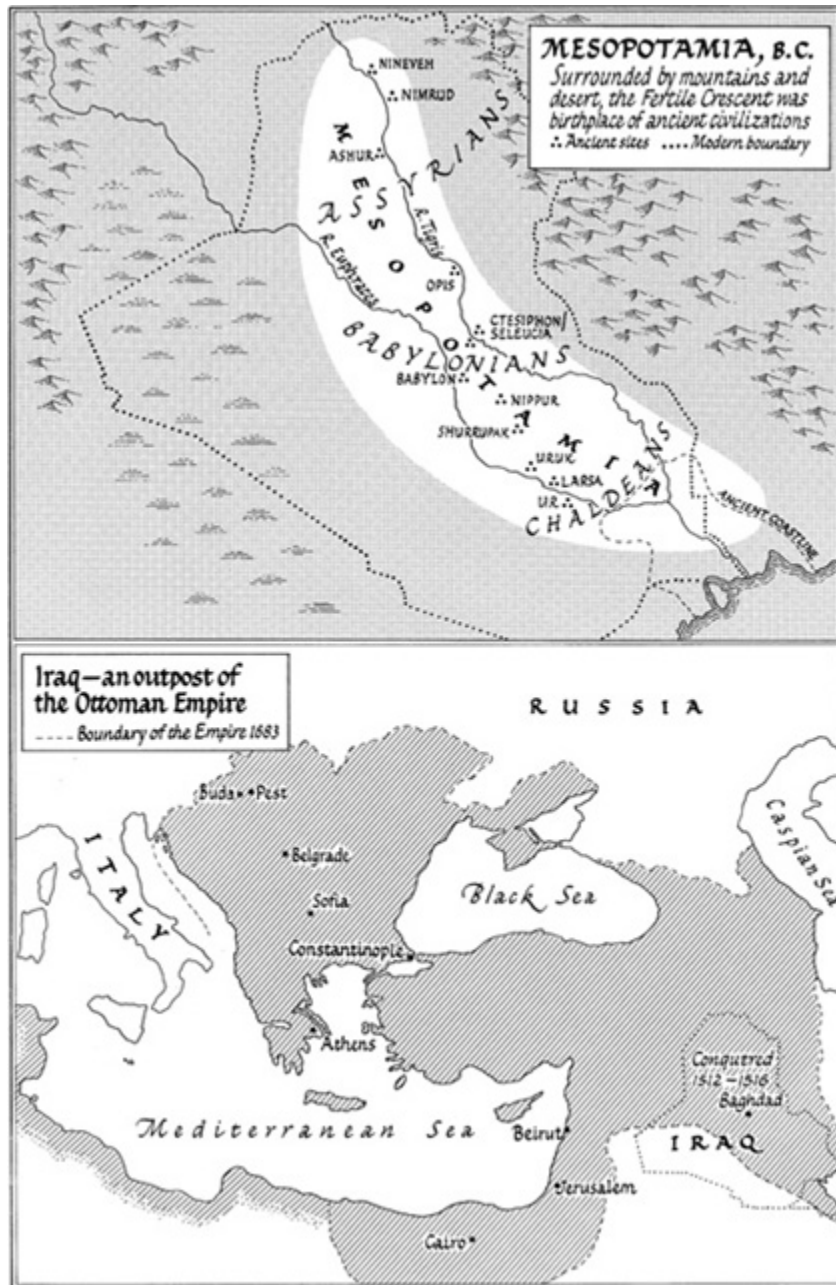 MESOPOTAMIA, B.C.
Surrounded by mountains and
desert, the Fertile Crescent was
birthplace of ancient civilizations
Ancient sites .... Modern boundary
NINEVEH
NIMRUD
ASHUR
MESOPOTAMIA
ASSYRIANS
R. Tigris
R. Euphrates
OPIS
CTESIPHON/
SELEUCIA
BABYLONIANS
BABYLON
NIPPUR
SHURRUPAK
URUK
LARSA
UR
CHALDEANS
ANCIENT COASTLINE
Iraq—an outpost of
the Ottoman Empire
---- Boundary of the Empire 1683
RUSSIA
Buda
Pest
ITALY
Belgrade
Sofia
Black Sea
Caspian Sea
Constantinople
Athens
Conquered
1512–1516
Baghdad
Mediterranean Sea
Beirut
IRAQ
Jerusalem
Cairo